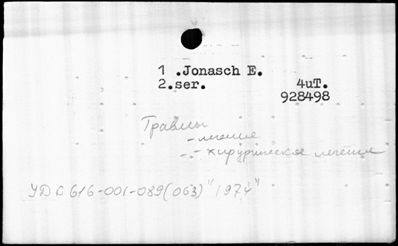 1 .Jonasch E.
2.ser. 4uT.
928498
Травмы
-лечение
-"- -хирургическое лечение
УДС 616-001-089(063)"1974"